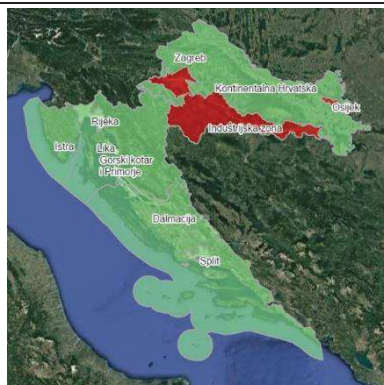 Zagreb
Kontinentalna Hrvatska
Osijek
Industrijska zona
Rijeka
Istra
Lika,
Gorski kotar
i Primorje
Dalmacija
Split